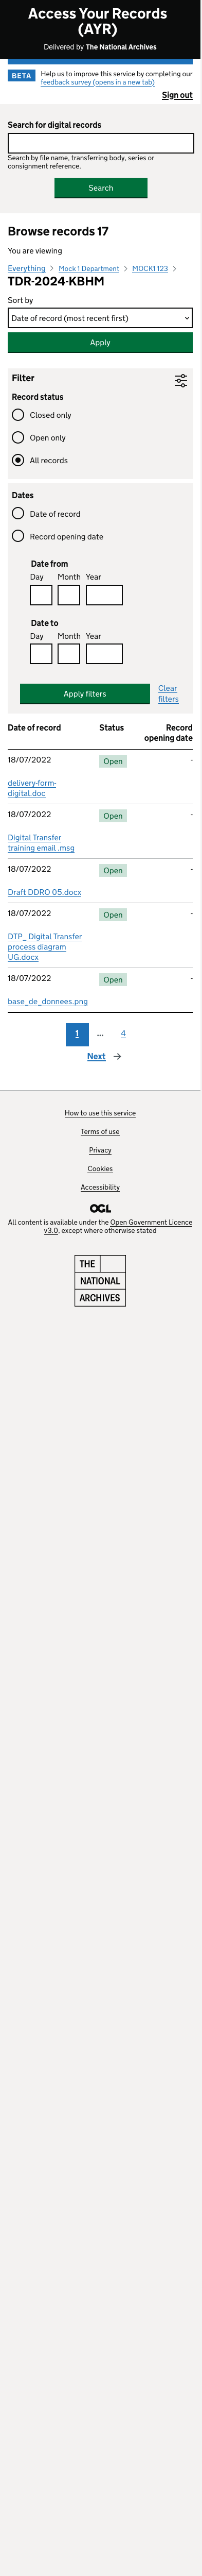 Access Your Records
(AYR)
Delivered by The National Archives
BETA
Help us to improve this service by completing our
feedback survey (opens in a new tab)
Sign out
Search for digital records
Search by file name, transferring body, series or
consignment reference.
Search
Browse records 17
You are viewing
Everything > Mock 1 Department > MOCK1 123 >
TDR-2024-KBHM
Sort by
Date of record (most recent first)
Apply
Filter
Record status
Closed only
Open only
All records
Dates
Date of record
Record opening date
Date from
Day Month Year
Date to
Day Month Year
Apply filters
Clear
filters
Date of record Status Record
opening date
18/07/2022 Open -
delivery-form-
digital.doc
18/07/2022 Open -
Digital Transfer
training email .msg
18/07/2022 Open -
Draft DDRO 05.docx
18/07/2022 Open -
DTP_ Digital Transfer
process diagram
UG.docx
18/07/2022 Open -
base_de_donnees.png
1 ... 4
Next →
How to use this service
Terms of use
Privacy
Cookies
Accessibility
OGL
All content is available under the Open Government Licence
v3.0, except where otherwise stated
THE
NATIONAL
ARCHIVES